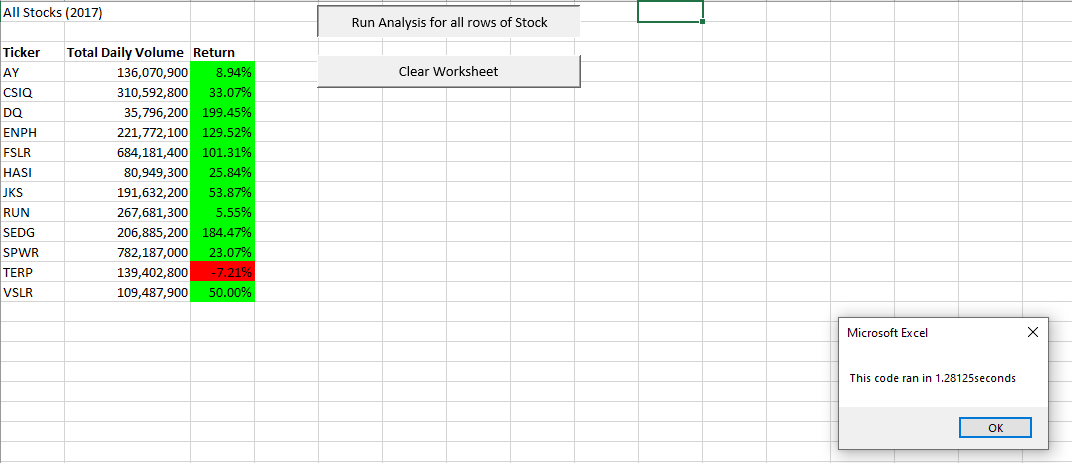 All Stocks (2017)
Run Analysis for all rows of Stock
Ticker Total Daily Volume Return
Clear Worksheet
AY 136,070,900 8.94%
CSIQ 310,592,800 33.07%
DQ 35,796,200 199.45%
ENPH 221,772,100 129.52%
FSLR 684,181,400 101.31%
HASI 80,949,300 25.84%
JKS 191,632,200 53.87%
RUN 267,681,300 5.55%
SEDG 206,885,200 184.47%
SPWR 782,187,000 23.07%
TERP 139,402,800 -7.21%
VSLR 109,487,900 50.00%
Microsoft Excel
This code ran in 1.28125seconds
OK